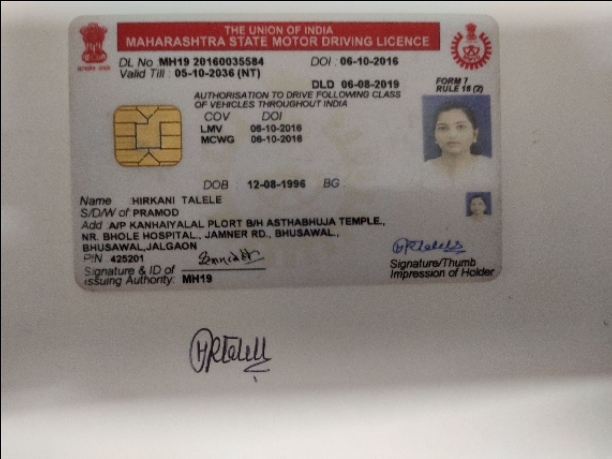 THE UNION OF INDIA
MAHARASHTRA STATE MOTOR DRIVING LICENCE
DL No MH19 20160035584 DOI : 06-10-2016
Valid Till : 05-10-2036 (NT)
DLD 06-08-2019
FORM 7
RULE 16 (2)
AUTHORISATION TO DRIVE FOLLOWING CLASS
OF VEHICLES THROUGHOUT INDIA
COV DOI
LMV 06-10-2016
MCWG 06-10-2016
DOB 12-08-1996 BG
Name HIRKANI TALELE
S/D/W of PRAMOD
Add A/P KANHAIYALAL PLORT B/H ASTHABHUJA TEMPLE.,
NR. BHOLE HOSPITAL., JAMNER RD., BHUSAWAL.,
BHUSAWAL,JALGAON
PIN 425201
Signature & ID of
Issuing Authority: MH19
Signature/Thumb
Impression of Holder